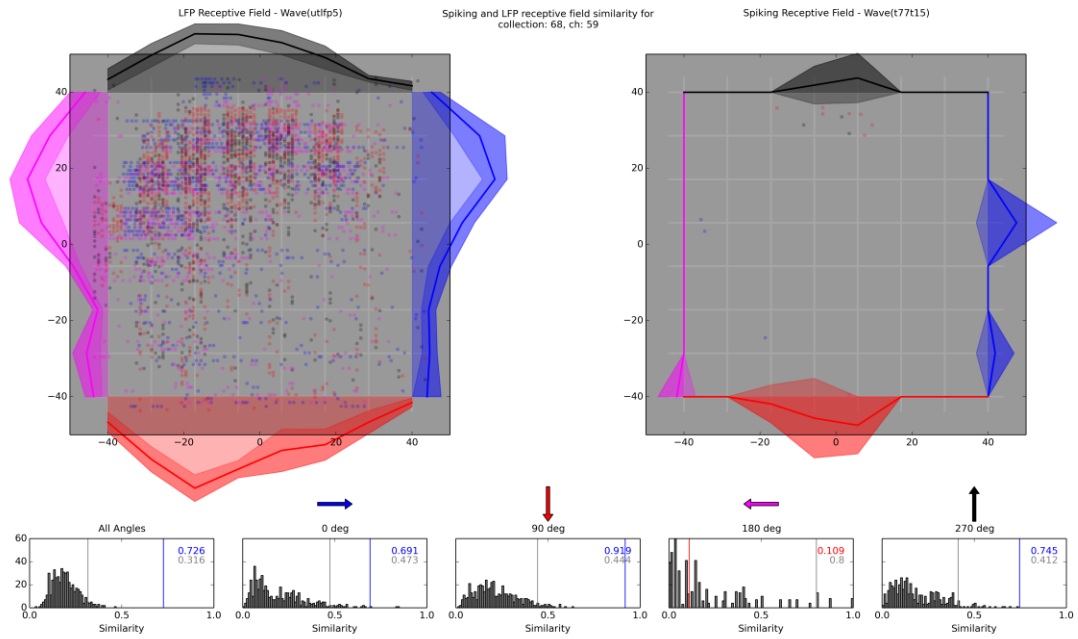 LFP Receptive Field - Wave(utlfp5)
Spiking and LFP receptive field similarity for
collection: 68, ch: 59
Spiking Receptive Field - Wave(t77t15)
40
20
0
−20
−40
−40 −20 0 20 40
40
20
0
−20
−40
−40 −20 0 20 40
All Angles
0 deg
90 deg
180 deg
270 deg
60
50
40
30
20
10
0
0.726
0.316
0.691
0.473
0.919
0.444
0.109
0.8
0.745
0.412
0.0 0.5 1.0
0.0 0.5 1.0
0.0 0.5 1.0
0.0 0.5 1.0
0.0 0.5 1.0
Similarity
Similarity
Similarity
Similarity
Similarity